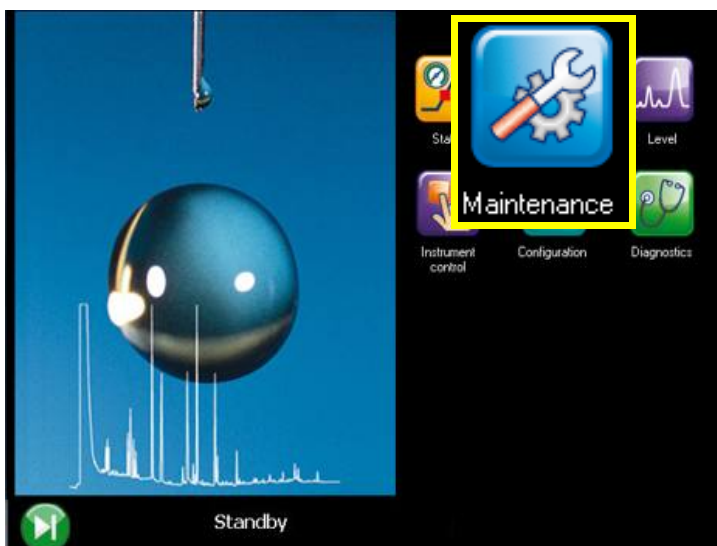 Level
Maintenance
Instrument
control
Configuration
Diagnostics
Standby